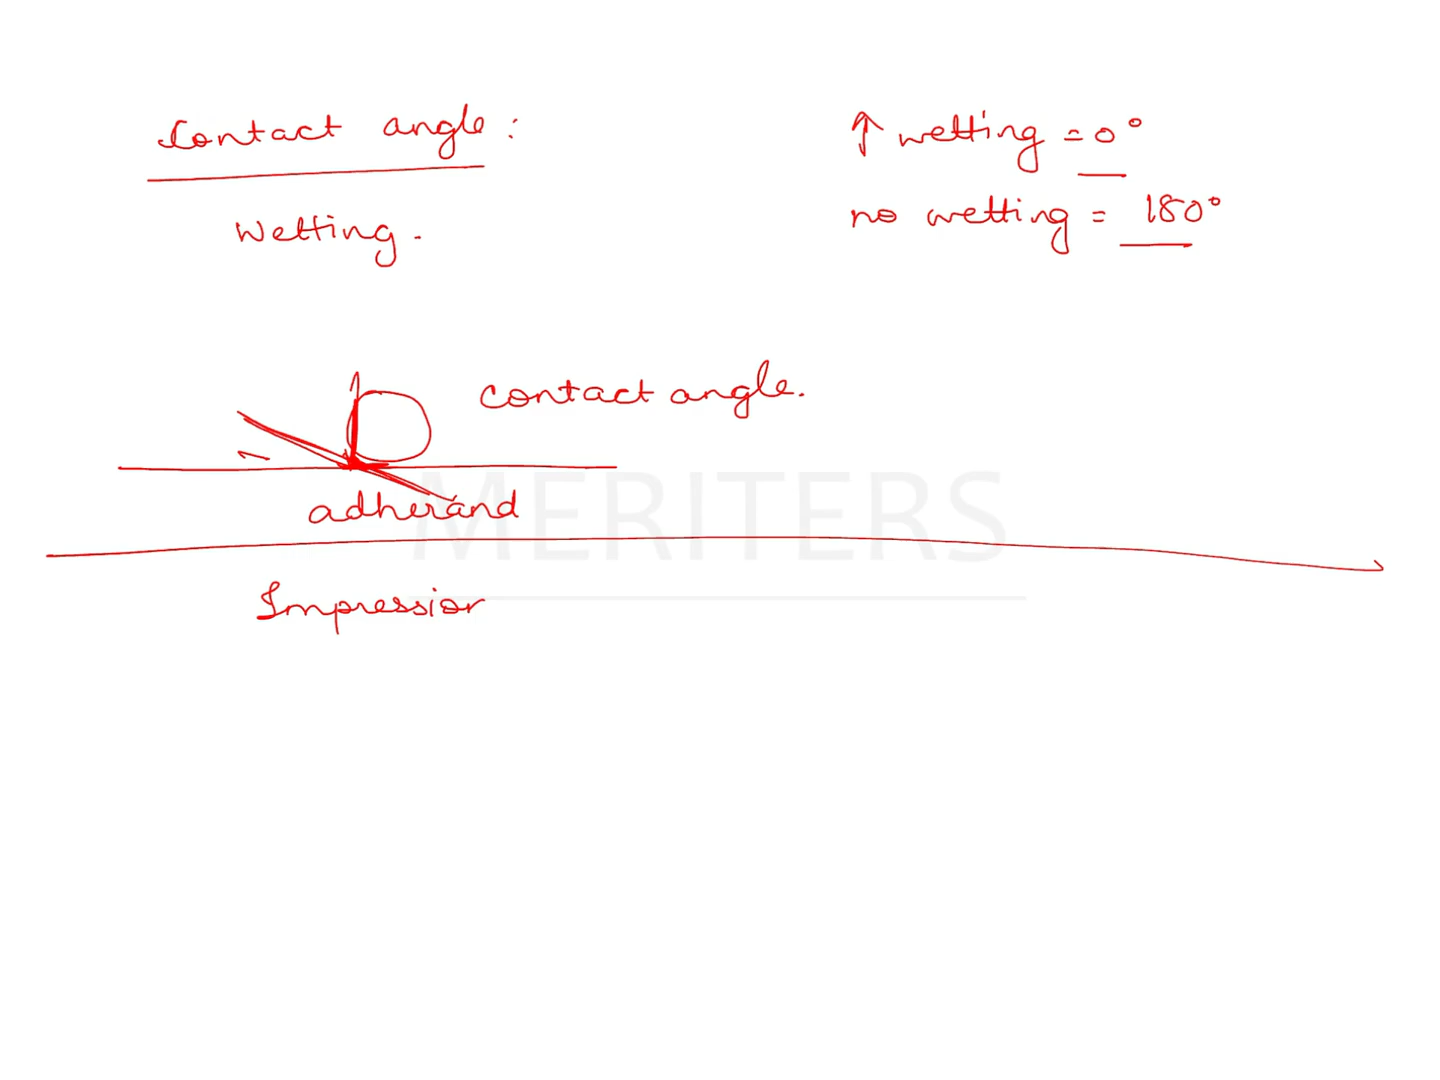 Contact angle:
Wetting.
↑ wetting = 0°
no wetting = 180°
contact angle.
adherand
MERITERS
Impression